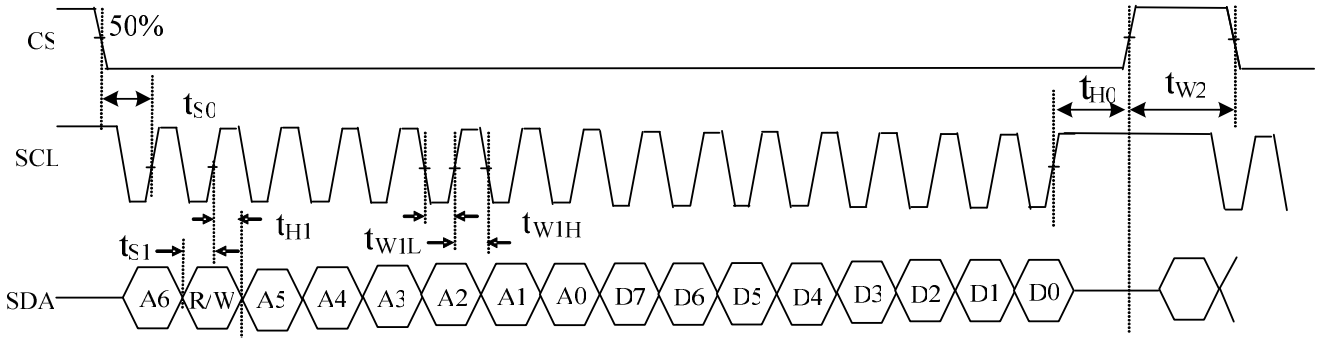 CS 50%
tS0 tH0 tW2
SCL
tS1 tH1 tW1L tW1H
SDA A6 R/W A5 A4 A3 A2 A1 A0 D7 D6 D5 D4 D3 D2 D1 D0